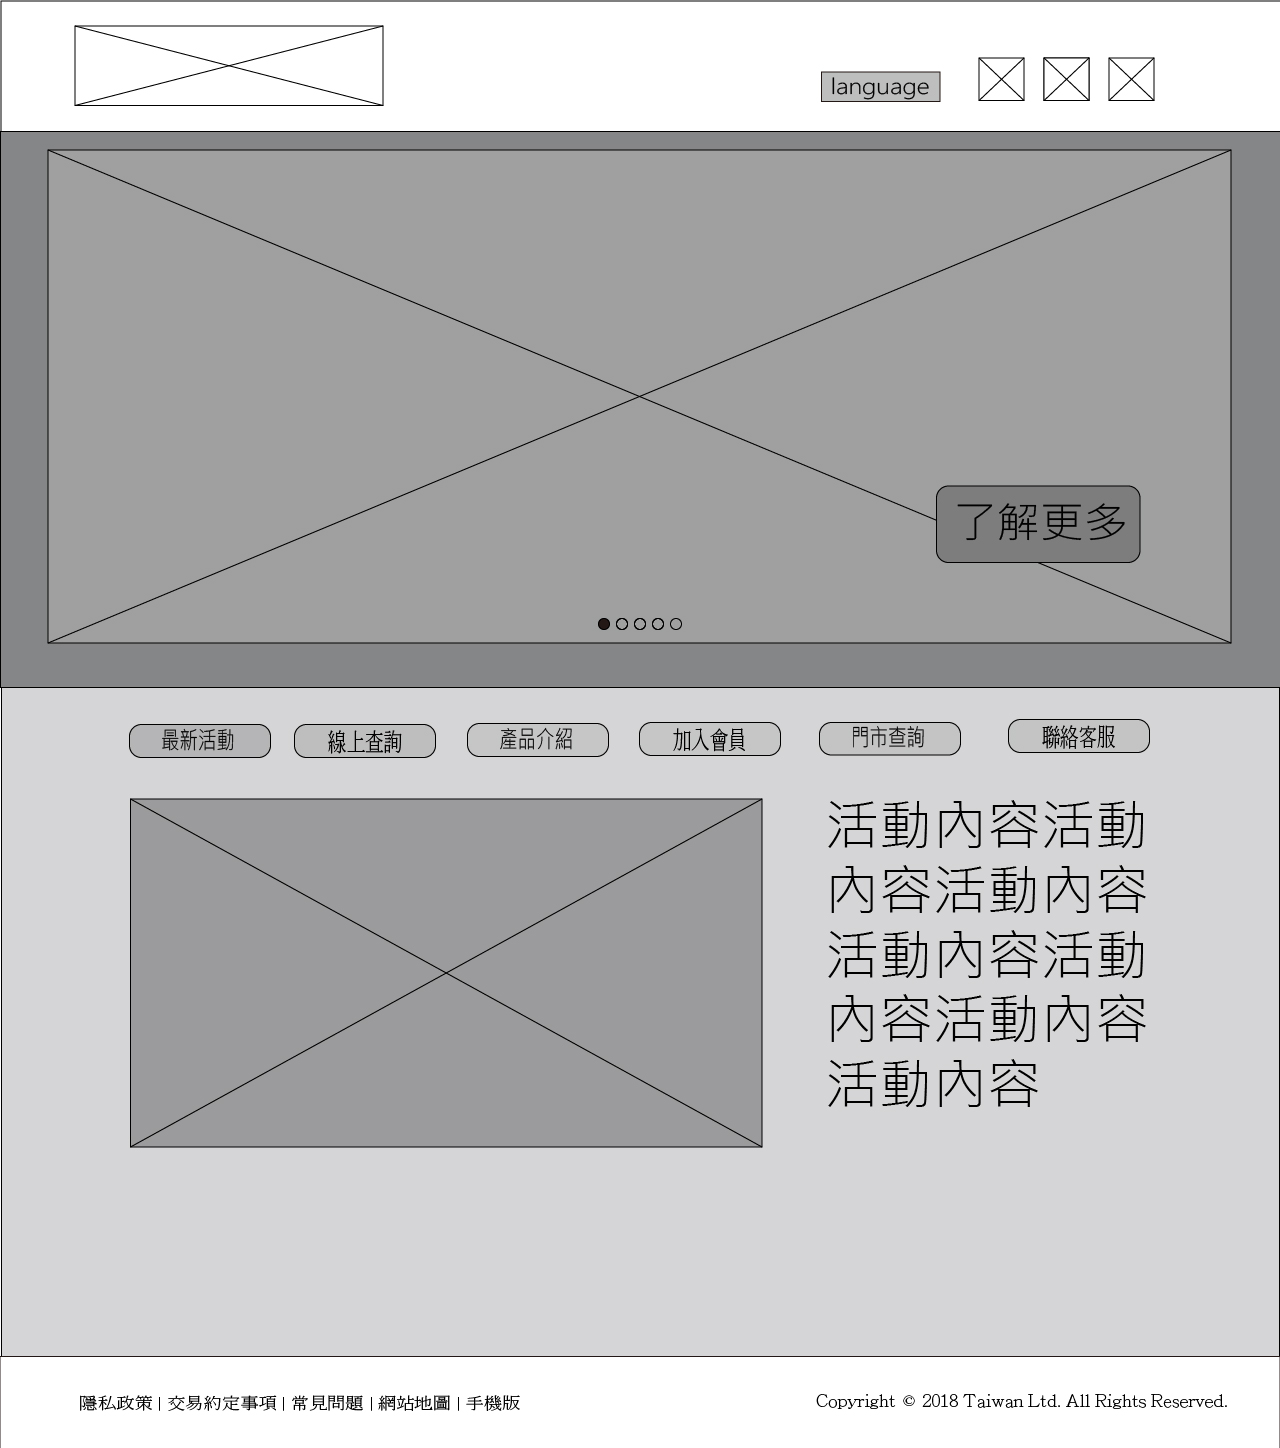 language
了解更多
最新活動
線上查詢
產品介紹
加入會員
門市查詢
聯絡客服
活動內容活動
內容活動內容
活動內容活動
內容活動內容
活動內容
隱私政策 | 交易約定事項 | 常見問題 | 網站地圖 | 手機版
Copyright © 2018 Taiwan Ltd. All Rights Reserved.